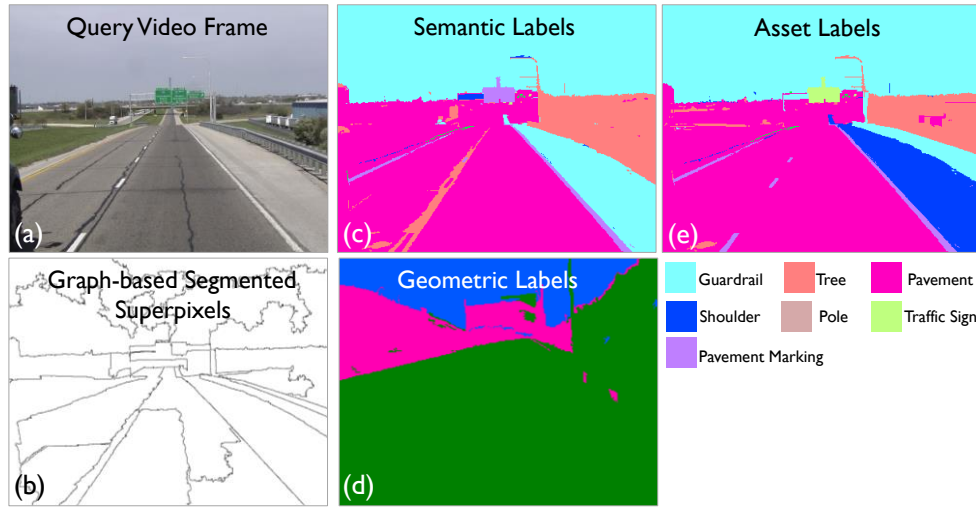 Query Video Frame
(a)
Semantic Labels
(c)
Asset Labels
(e)
Graph-based Segmented
Superpixels
(b)
Geometric Labels
(d)
Guardrail
Tree
Pavement
Shoulder
Pole
Traffic Sign
Pavement Marking